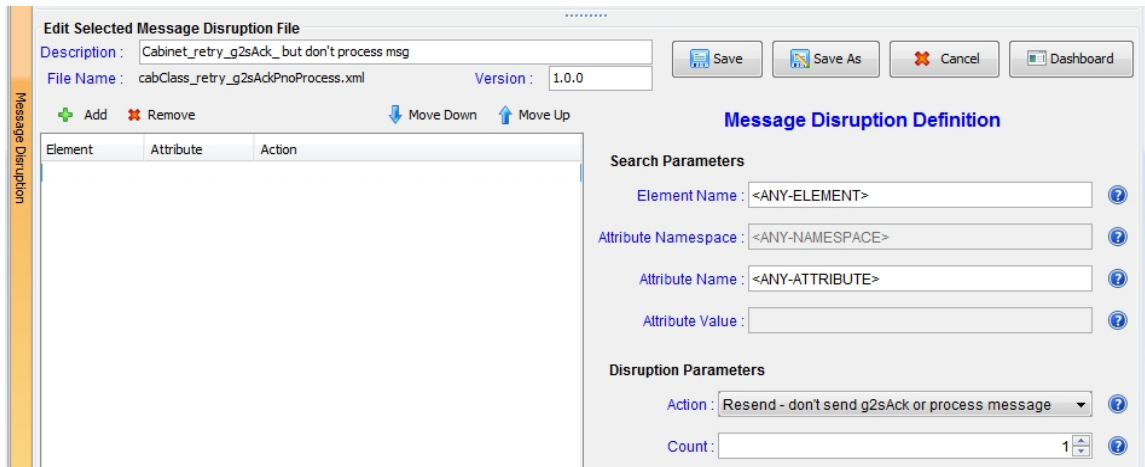 Edit Selected Message Disruption File
Description : Cabinet_retry_g2sAck_ but don't process msg
Save Save As Cancel Dashboard
File Name : cabClass_retry_g2sAckPnoProcess.xml Version : 1.0.0
Message Disruption
Add Remove Move Down Move Up
Element Attribute Action
Message Disruption Definition
Search Parameters
Element Name : <ANY-ELEMENT>
Attribute Namespace : <ANY-NAMESPACE>
Attribute Name : <ANY-ATTRIBUTE>
Attribute Value :
Disruption Parameters
Action : Resend - don't send g2sAck or process message
Count : 1